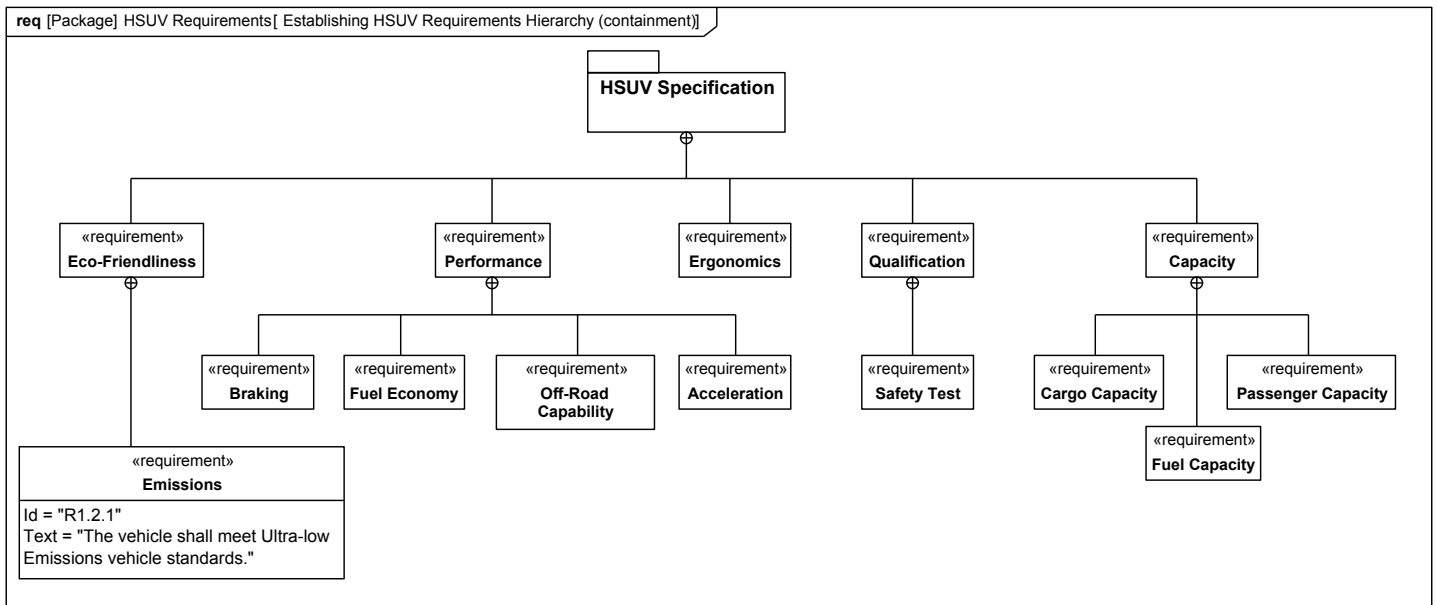 req [Package] HSUV Requirements[ Establishing HSUV Requirements Hierarchy (containment)]
HSUV Specification
«requirement»
Eco-Friendliness
«requirement»
Performance
«requirement»
Ergonomics
«requirement»
Qualification
«requirement»
Capacity
«requirement»
Braking
«requirement»
Fuel Economy
«requirement»
Off-Road
Capability
«requirement»
Acceleration
«requirement»
Safety Test
«requirement»
Cargo Capacity
«requirement»
Passenger Capacity
«requirement»
Fuel Capacity
«requirement»
Emissions
Id = "R1.2.1"
Text = "The vehicle shall meet Ultra-low
Emissions vehicle standards."